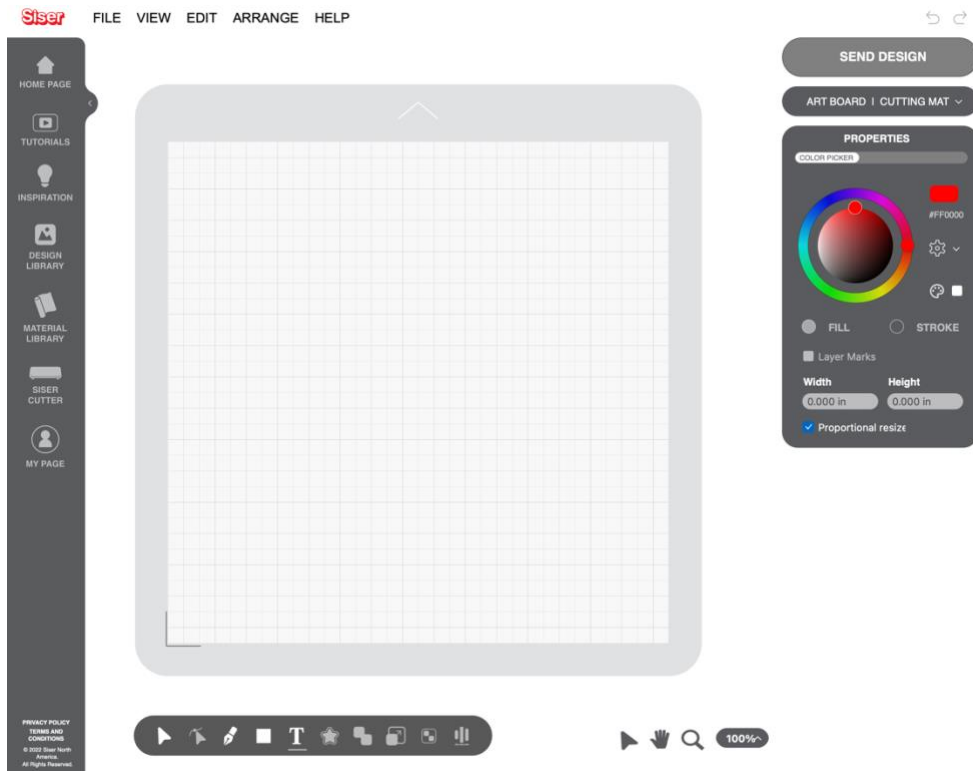 Siser
FILE VIEW EDIT ARRANGE HELP
HOME PAGE
TUTORIALS
INSPIRATION
DESIGN
LIBRARY
MATERIAL
LIBRARY
SISER
CUTTER
MY PAGE
PRIVACY POLICY
TERMS AND
CONDITIONS
© 2022 Siser North
America.
All Rights Reserved.
SEND DESIGN
ART BOARD | CUTTING MAT
PROPERTIES
COLOR PICKER
#FF0000
FILL STROKE
Layer Marks
Width Height
0.000 in 0.000 in
Proportional resize
T
100%